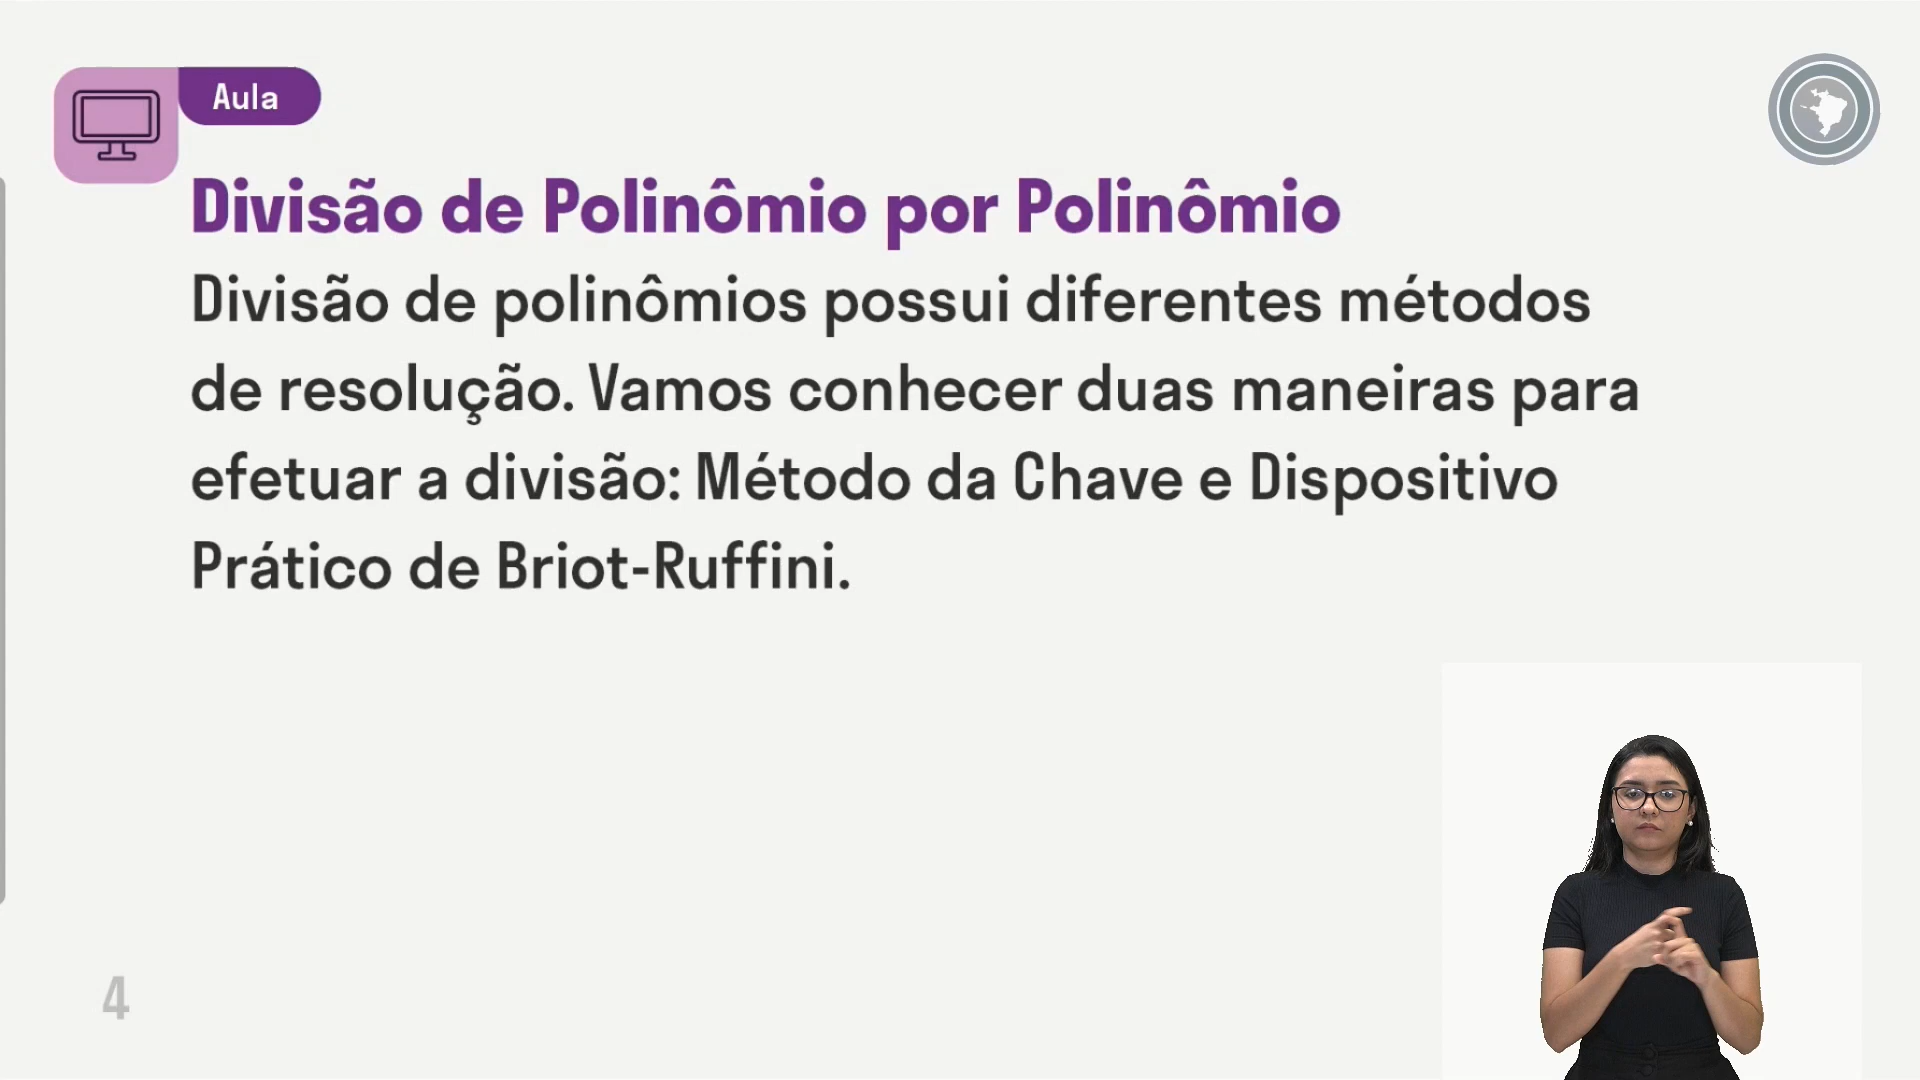 Aula
Divisão de Polinômio por Polinômio
Divisão de polinômios possui diferentes métodos
de resolução. Vamos conhecer duas maneiras para
efetuar a divisão: Método da Chave e Dispositivo
Prático de Briot-Ruffini.
4